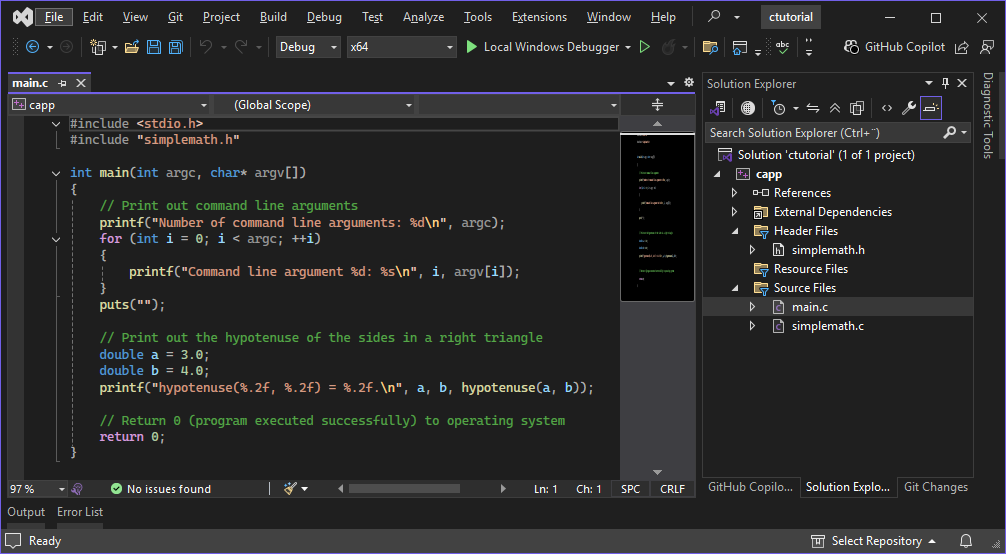 File Edit View Git Project Build Debug Test Analyze Tools Extensions Window Help ctutorial
Debug x64 Local Windows Debugger abc GitHub Copilot
main.c
capp (Global Scope)
#include <stdio.h>
#include "simplemath.h"
int main(int argc, char* argv[])
{
// Print out command line arguments
printf("Number of command line arguments: %d\n", argc);
for (int i = 0; i < argc; ++i)
{
printf("Command line argument %d: %s\n", i, argv[i]);
}
puts("");
// Print out the hypotenuse of the sides in a right triangle
double a = 3.0;
double b = 4.0;
printf("hypotenuse(%.2f, %.2f) = %.2f.\n", a, b, hypotenuse(a, b));
// Return 0 (program executed successfully) to operating system
return 0;
}
97 % No issues found Ln: 1 Ch: 1 SPC CRLF
Solution Explorer
Search Solution Explorer (Ctrl+¨)
Solution 'ctutorial' (1 of 1 project)
capp
References
External Dependencies
Header Files
simplemath.h
Resource Files
Source Files
main.c
simplemath.c
GitHub Copilo... Solution Explo... Git Changes
Diagnostic Tools
Output Error List
Ready Select Repository